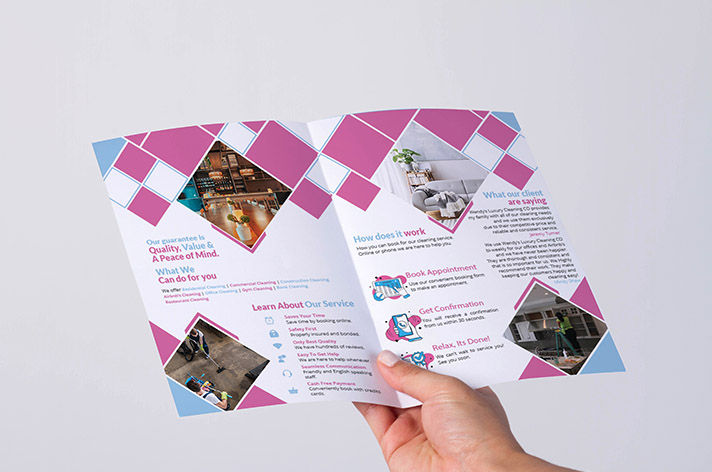 Our guarantee is
Quality, Value &
A Peace of Mind.
What We
Can do for you
We offer Residential Cleaning | Commercial Cleaning | Construction Cleaning
Airbnb's Cleaning | Office Cleaning | Gym Cleaning | Book Cleaning
Restaurant Cleaning
Learn About Our Service
Saves Your Time
Save time by booking online.
Safety First
Properly insured and bonded.
Only Best Quality
We have hundreds of reviews.
Easy To Get Help
We are here to help whenever
Seamless Communication
Friendly and English speaking
staff.
Cash Free Payment
Conveniently book with credits
cards.
How does it work
How you can book for our cleaning service.
Online or phone we are here to help you.
Book Appointment
Use our convenient booking form
to make an appointment.
Get Confirmation
You will receive a confirmation
from us within 30 seconds.
Relax, Its Done!
We can't wait to service you!
See you soon.
What our client
are saying
Wendy's Luxury Cleaning CO provides
my family with all of our cleaning needs
and we use them exclusively
due to their competitive price and
reliable and consistent service.
Jeremy Turner
We use Wendy's Luxury Cleaning CO
to-weekly for our offices and Airbnb's
and we have never been happier.
They are thorough and consistent and
that is so important for us. We Highly
recommend their work. They make
keeping our customers happy and
cleaning easy!